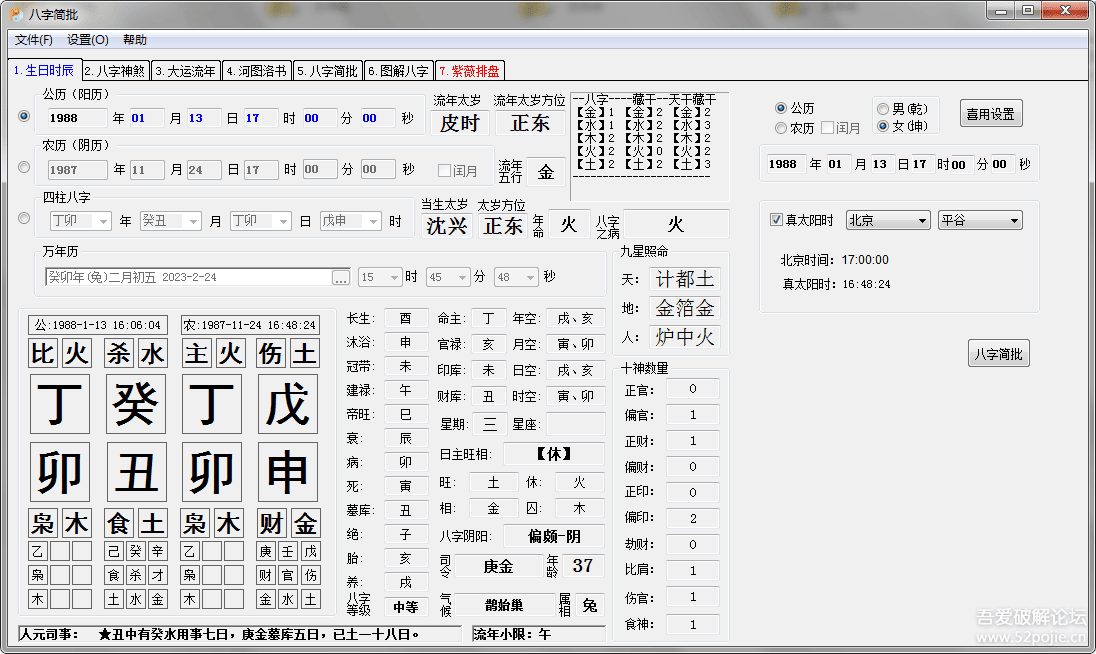 八字简批
文件(F) 设置(O) 帮助
1. 生日时辰 2. 八字神煞 3. 大运流年 4. 河图洛书 5. 八字简批 6. 图解八字 7. 紫薇排盘
公历（阳历）
1988 年 01 月 13 日 17 时 00 分 00 秒
农历（阴历）
1987 年 11 月 24 日 17 时 00 分 00 秒 闰月
四柱八字
丁卯 年 癸丑 月 丁卯 日 戊申 时
万年历
癸卯年(兔)二月初五 2023-2-24 ... 15 时 45 分 48 秒
流年太岁 流年太岁方位
皮时 正东
流年五行 金
当生太岁 太岁方位
沈兴 正东 年命 火 八字之病 火
--八字----藏干--天干藏干
【金】1 【金】2 【金】2
【水】1 【水】2 【水】3
【木】2 【木】2 【木】2
【火】2 【火】0 【火】2
【土】2 【土】2 【土】3
公历 男(乾)
农历 闰月 女(坤)
喜用设置
1988 年 01 月 13 日 17 时 00 分 00 秒
真太阳时 北京 平谷
北京时间：17:00:00
真太阳时：16:48:24
八字简批
公:1988-1-13 16:06:04 农:1987-11-24 16:48:24
比 火 杀 水 主 火 伤 土
丁 癸 丁 戊
卯 丑 卯 申
枭 木 食 土 枭 木 财 金
乙 己 癸 辛 乙 庚 壬 戊
枭 食 杀 才 枭 财 官 伤
木 土 水 金 木 金 水 土
长生: 酉
沐浴: 申
冠带: 未
建禄: 午
帝旺: 巳
衰: 辰
病: 卯
死: 寅
墓库: 丑
绝: 子
胎: 亥
养: 戌
八字等级 中等
命主: 丁 年空: 戌、亥
官禄: 亥 月空: 寅、卯
印库: 未 日空: 戌、亥
财库: 丑 时空: 寅、卯
星期: 三 星座:
日主旺相: 【休】
旺: 土 休: 火
相: 金 囚: 木
八字阴阳: 偏颇-阴
司令 庚金 年龄 37
气候 鹊始巢 属相 兔
九星照命
天: 计都土
地: 金箔金
人: 炉中火
十神数量
正官: 0
偏官: 1
正财: 1
偏财: 0
正印: 0
偏印: 2
劫财: 0
比肩: 1
伤官: 1
食神: 1
人元司事： ★丑中有癸水用事七日，庚金墓库五日，已土一十八日。
流年小限: 午
吾爱破解论坛
www.52pojie.cn